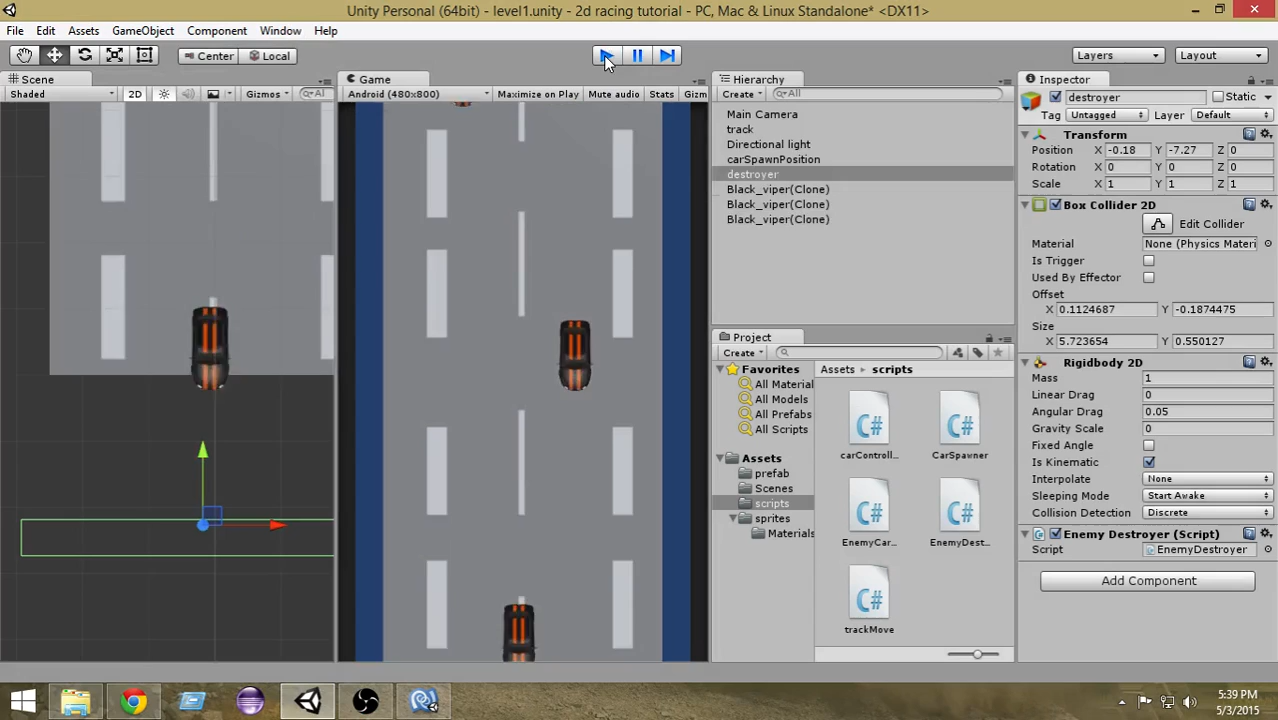 Unity Personal (64bit) - level1.unity - 2d racing tutorial - PC, Mac & Linux Standalone* <DX11>
File Edit Assets GameObject Component Window Help
Center Local Layers Layout
Scene
Shaded 2D Gizmos Al
Game
Android (480x800) Maximize on Play Mute audio Stats Gizm
Hierarchy
Create All
Main Camera
track
Directional light
carSpawnPosition
destroyer
Black_viper(Clone)
Black_viper(Clone)
Black_viper(Clone)
Project
Create
Favorites
All Material
All Models
All Prefabs
All Scripts
Assets
prefab
Scenes
scripts
sprites
Materials
Assets scripts
carControll...
CarSpawner
EnemyCar...
EnemyDest...
trackMove
Inspector
destroyer Static
Tag Untagged Layer Default
Transform
Position X -0.18 Y -7.27 Z 0
Rotation X 0 Y 0 Z 0
Scale X 1 Y 1 Z 1
Box Collider 2D
Edit Collider
Material None (Physics Materi
Is Trigger
Used By Effector
Offset
X 0.1124687 Y -0.1874475
Size
X 5.723654 Y 0.550127
Rigidbody 2D
Mass 1
Linear Drag 0
Angular Drag 0.05
Gravity Scale 0
Fixed Angle
Is Kinematic
Interpolate None
Sleeping Mode Start Awake
Collision Detection Discrete
Enemy Destroyer (Script)
Script EnemyDestroyer
Add Component
C#
C#
C#
C#
C#
5:39 PM
5/3/2015